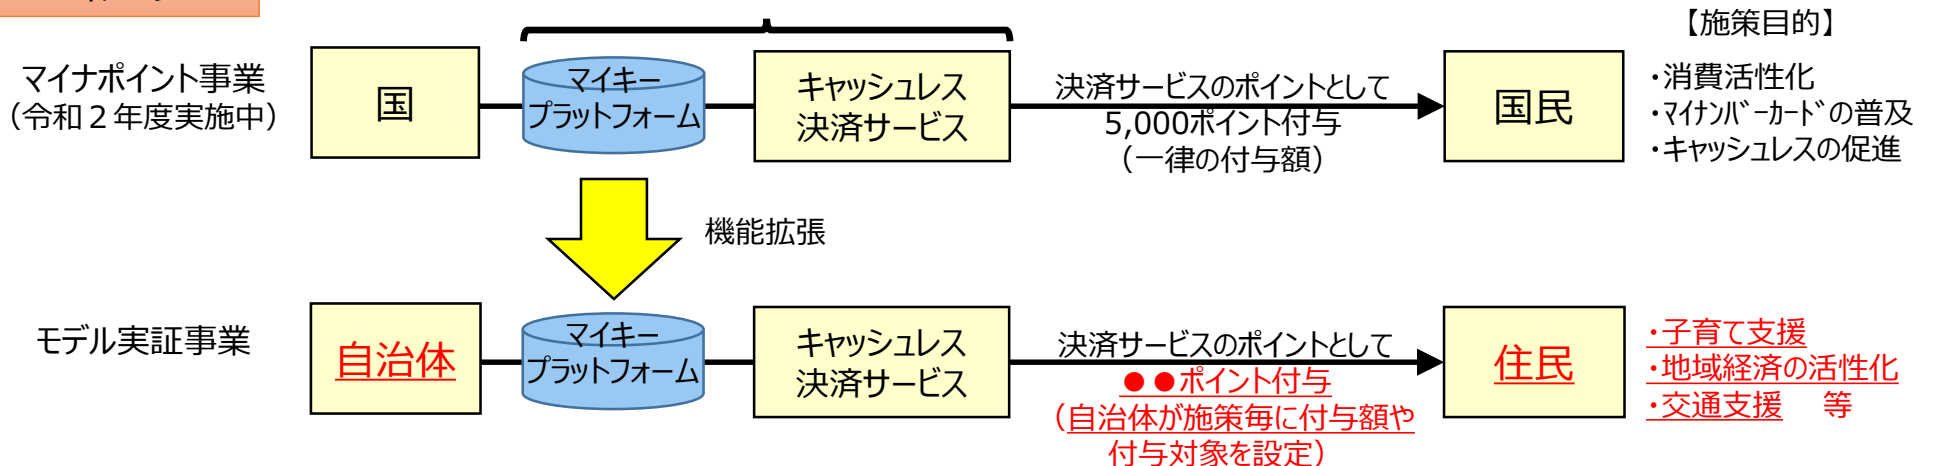 【施策目的】
マイナポイント事業
（令和２年度実施中）
国
マイキー
プラットフォーム
キャッシュレス
決済サービス
決済サービスのポイントとして
5,000ポイント付与
（一律の付与額）
国民
・消費活性化
・ﾏｲﾅﾝﾊﾞｰｶｰﾄﾞの普及
・キャッシュレスの促進
機能拡張
モデル実証事業
自治体
マイキー
プラットフォーム
キャッシュレス
決済サービス
決済サービスのポイントとして
●●ポイント付与
（自治体が施策毎に付与額や
付与対象を設定）
住民
・子育て支援
・地域経済の活性化
・交通支援　等